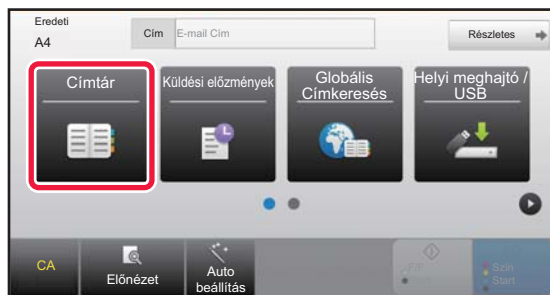 Eredeti
A4
Cím
E-mail Cím
Részletes
Címtár
Küldési előzmények
Globális
Címkeresés
Helyi meghajtó /
USB
CA
Előnézet
Auto
beállítás
Szín
Start